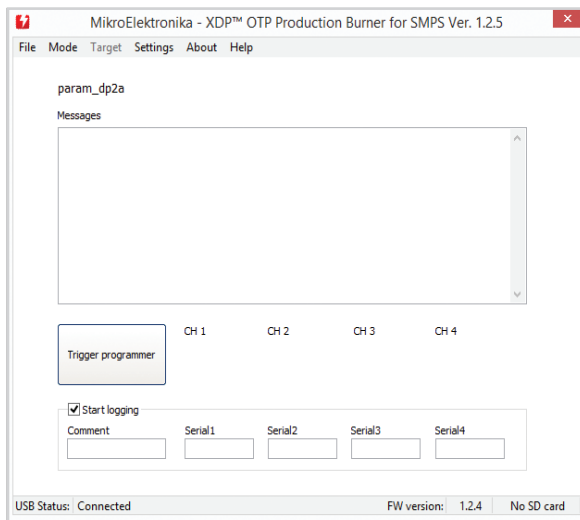 MikroElektronika - XDP™ OTP Production Burner for SMPS Ver. 1.2.5
File Mode Target Settings About Help
param_dp2a
Messages
Trigger programmer
CH 1 CH 2 CH 3 CH 4
Start logging
Comment Serial1 Serial2 Serial3 Serial4
USB Status: Connected FW version: 1.2.4 No SD card